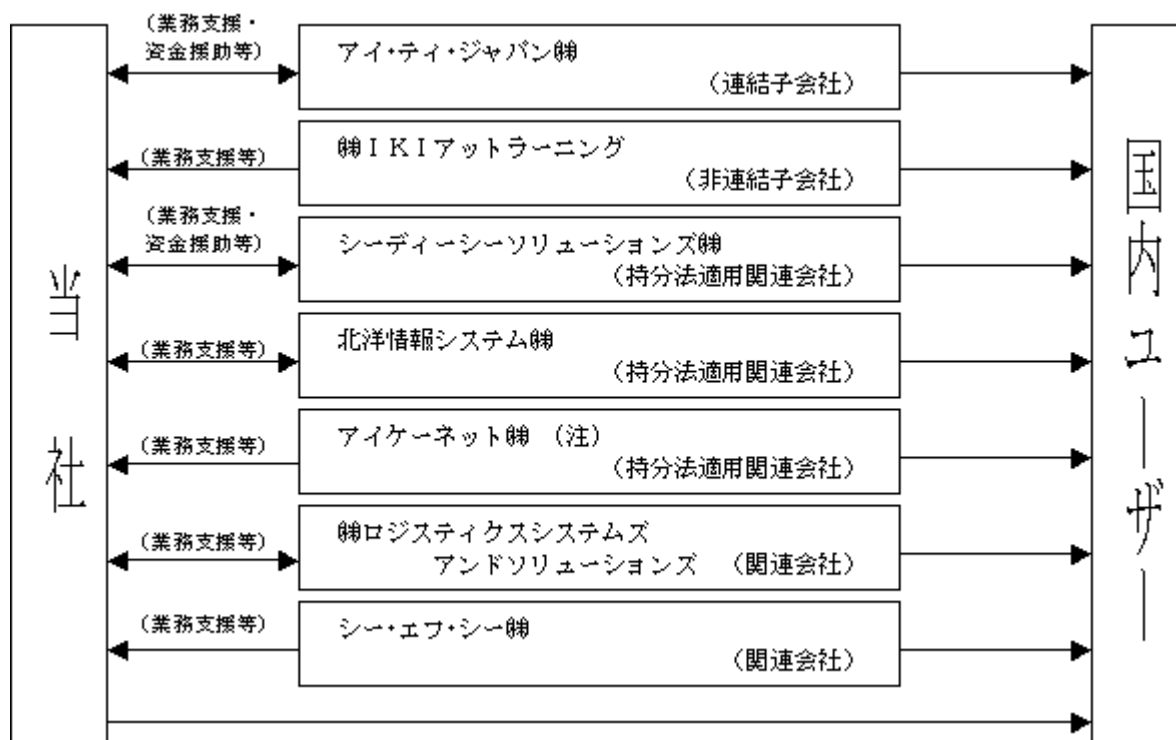 当社
(業務支援・
資金援助等)
アイ・ティ・ジャパン㈱
(連結子会社)
(業務支援等)
㈱ＩＫＩアットラーニング
(非連結子会社)
(業務支援・
資金援助等)
シーディーシーソリューションズ㈱
(持分法適用関連会社)
(業務支援等)
北洋情報システム㈱
(持分法適用関連会社)
(業務支援等)
アイケーネット㈱ (注)
(持分法適用関連会社)
(業務支援等)
㈱ロジスティクスシステムズ
アンドソリューションズ (関連会社)
(業務支援等)
シー・エフ・シー㈱
(関連会社)
国内ユーザー